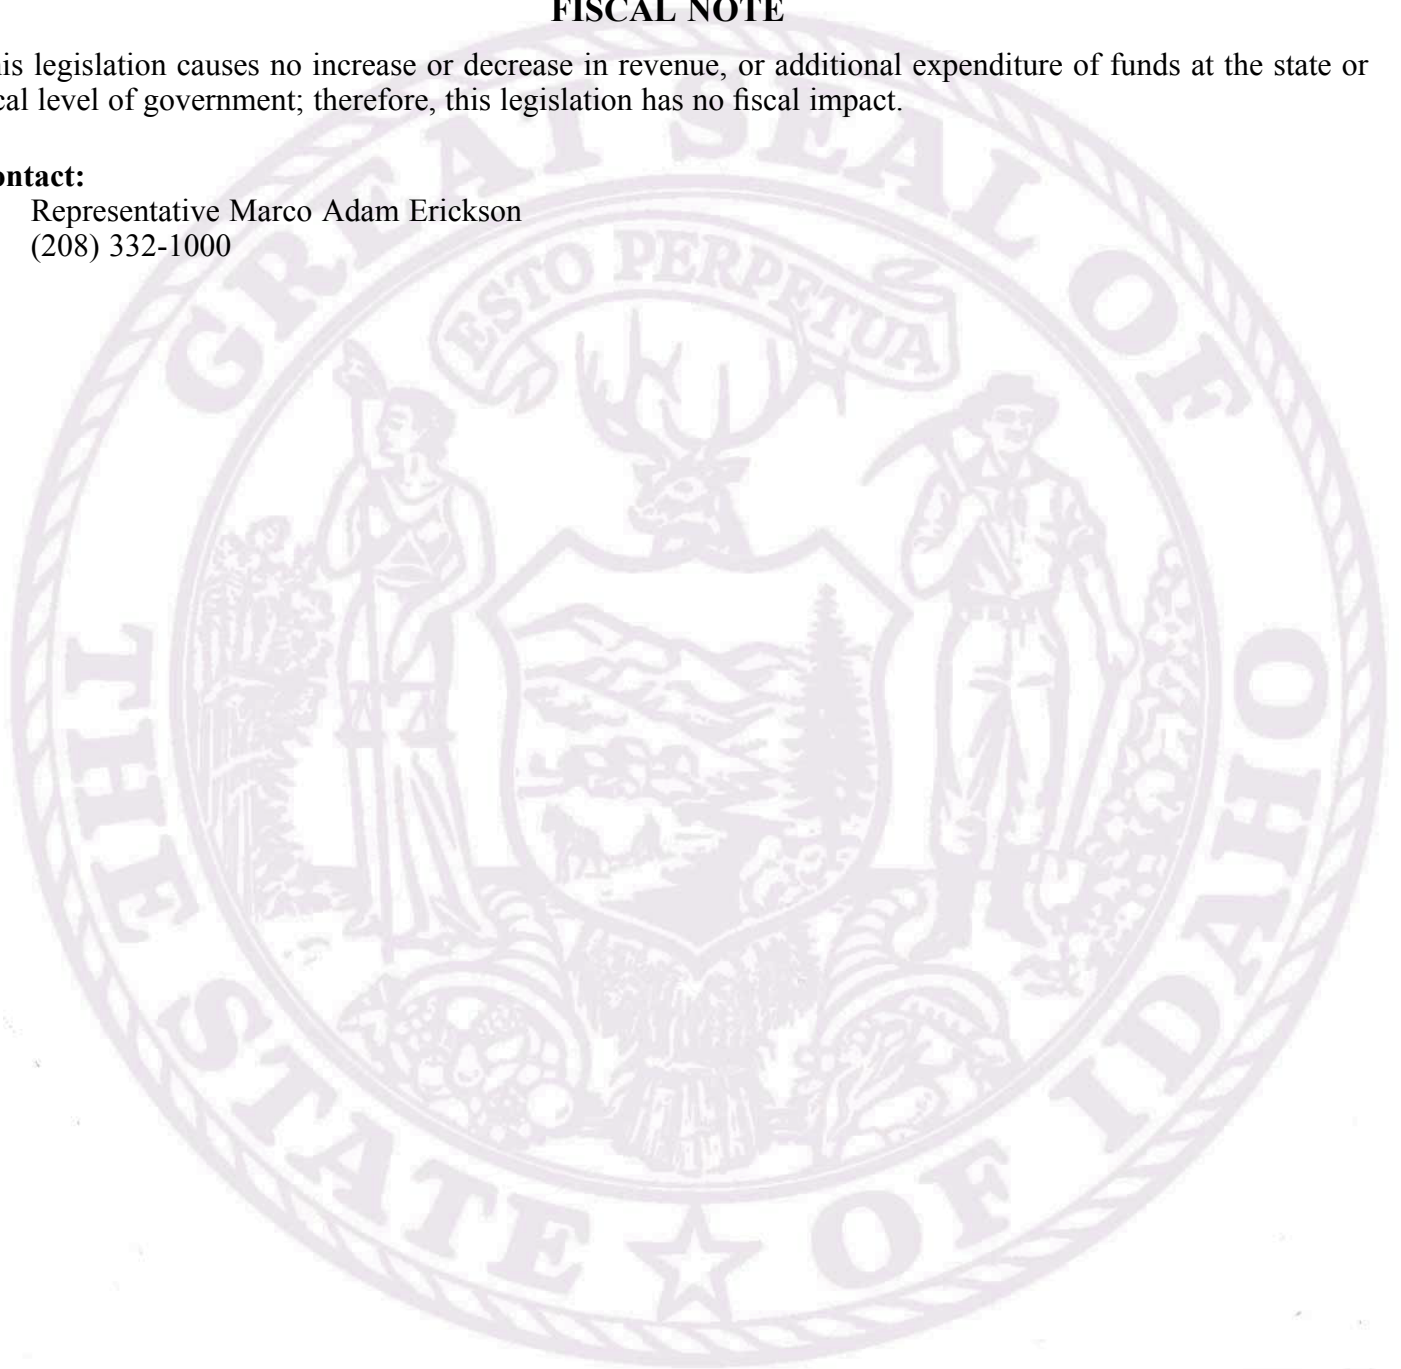 FISCAL NOTE
his legislation causes no increase or decrease in revenue, or additional expenditure of funds at the state or
cal level of government; therefore, this legislation has no fiscal impact.
ontact:
Representative Marco Adam Erickson
(208) 332-1000
GREAT SEAL OF
ESTO PERPETUA
THE STATE OF IDAHO